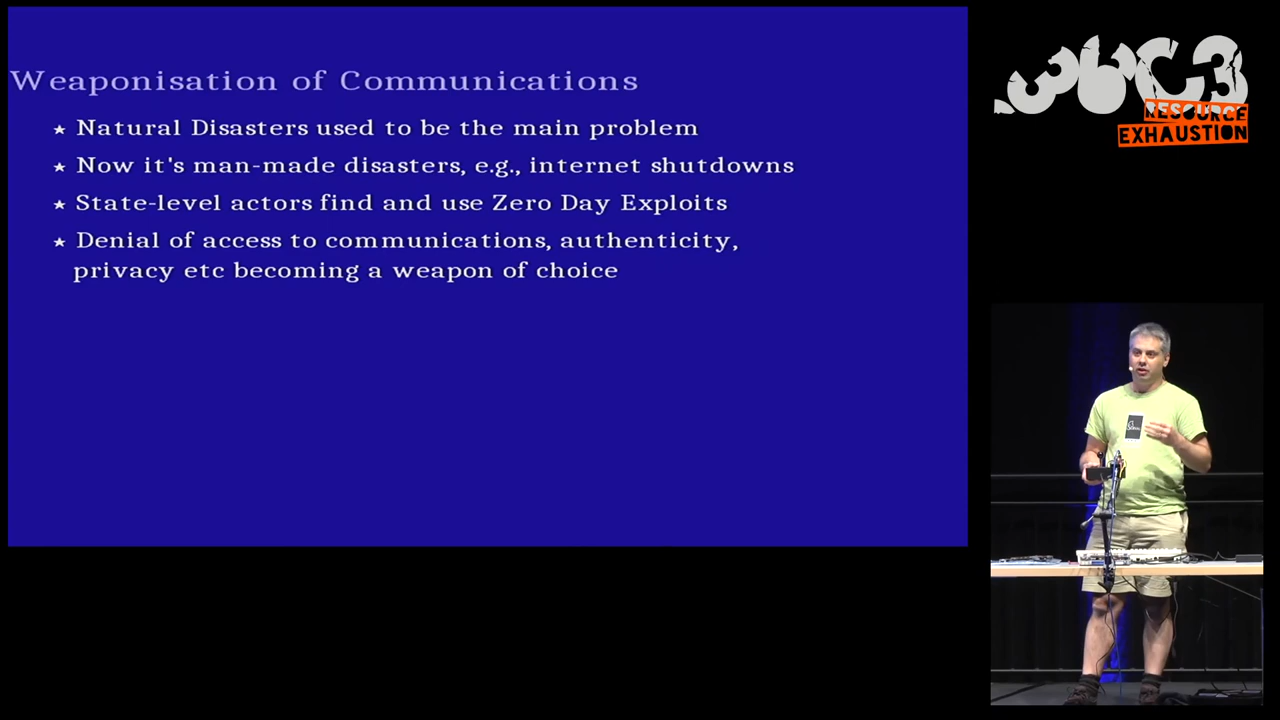 Weaponisation of Communications
★ Natural Disasters used to be the main problem
★ Now it's man-made disasters, e.g., internet shutdowns
★ State-level actors find and use Zero Day Exploits
★ Denial of access to communications, authenticity,
privacy etc becoming a weapon of choice
36C3
RESOURCE
EXHAUSTION